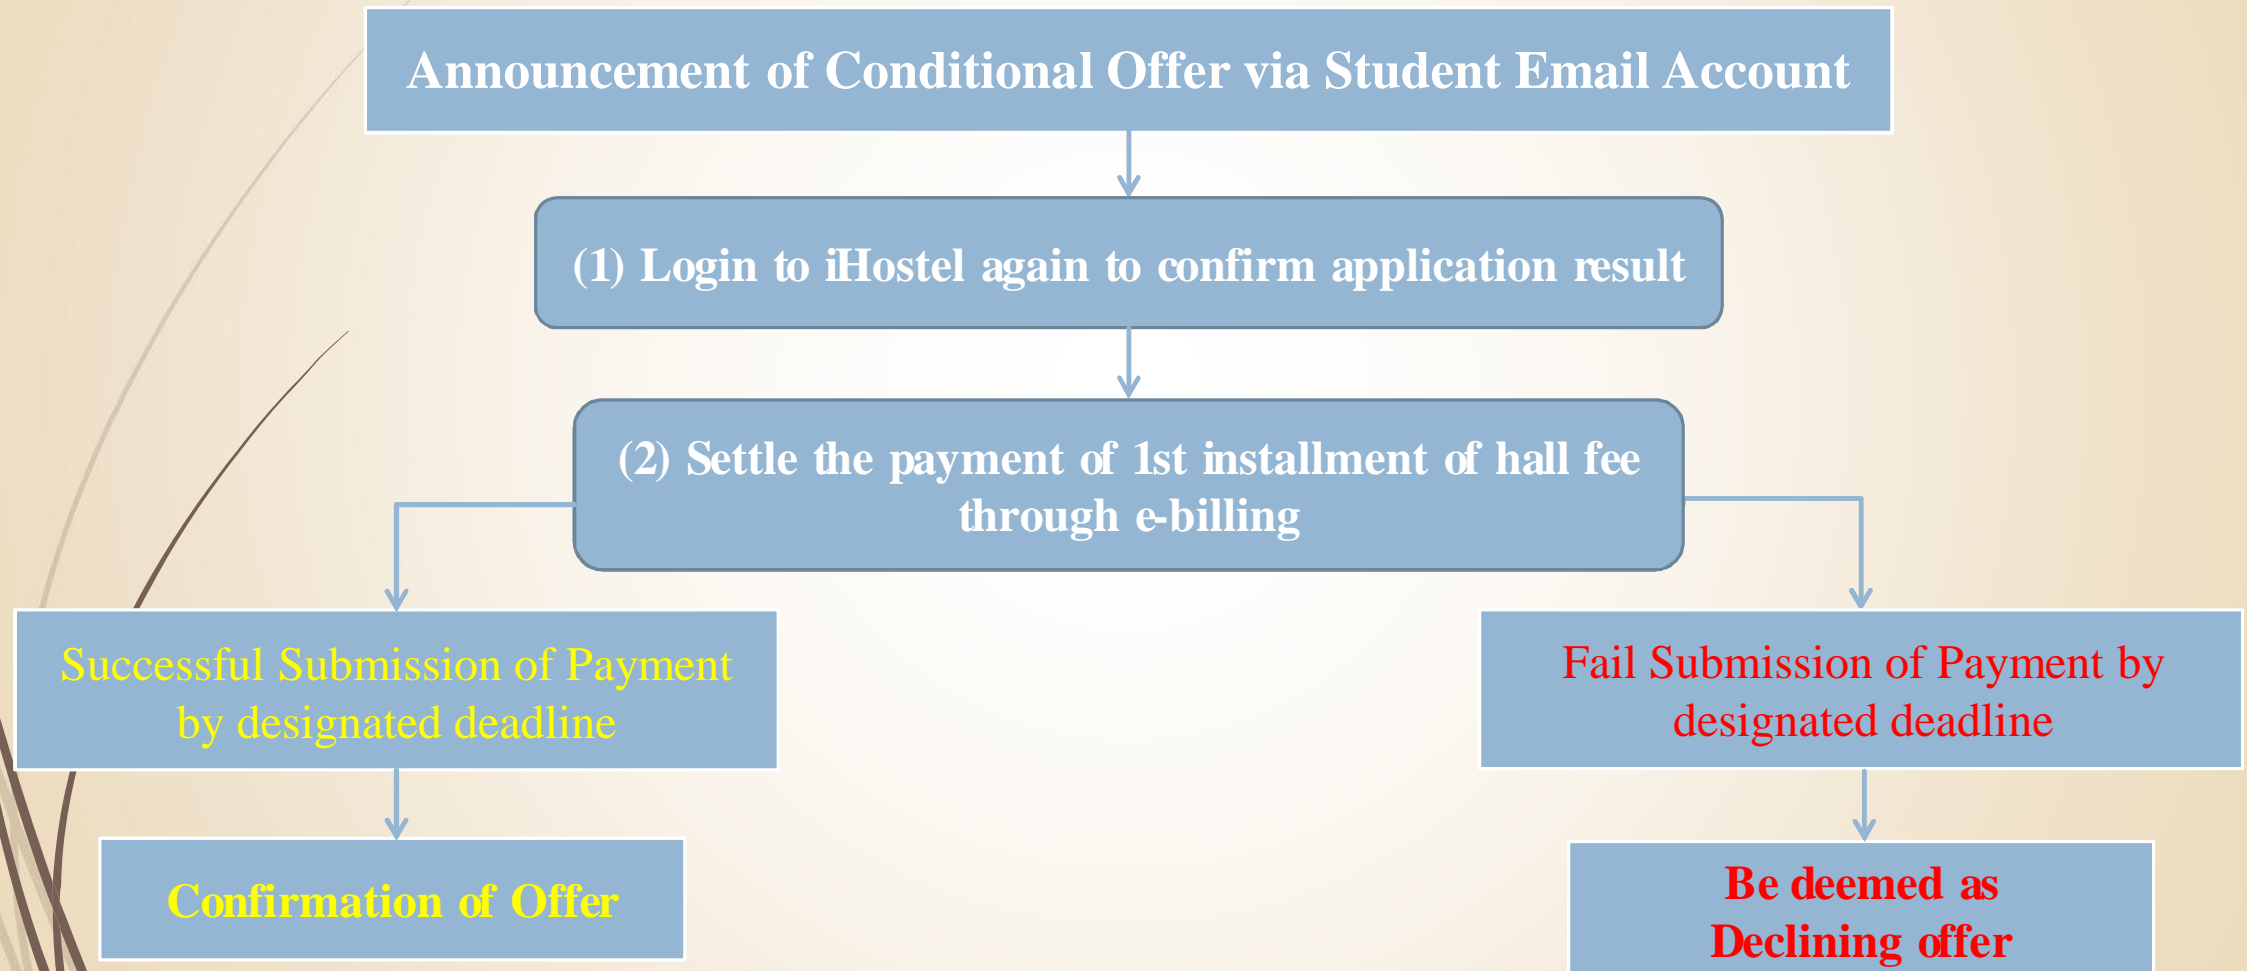 Announcement of Conditional Offer via Student Email Account
(1) Login to iHostel again to confirm application result
(2) Settle the payment of 1st installment of hall fee
through e-billing
Successful Submission of Payment
by designated deadline
Fail Submission of Payment by
designated deadline
Confirmation of Offer
Be deemed as
Declining offer